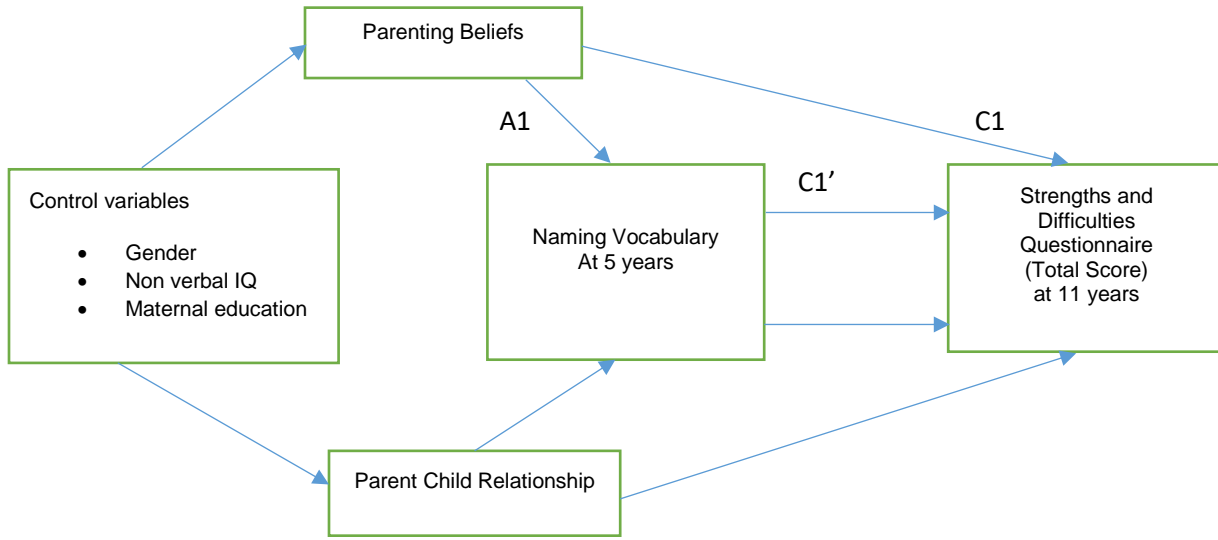 Parenting Beliefs
A1
C1
Control variables
• Gender
• Non verbal IQ
• Maternal education
Naming Vocabulary
At 5 years
C1’
Strengths and
Difficulties
Questionnaire
(Total Score)
at 11 years
Parent Child Relationship